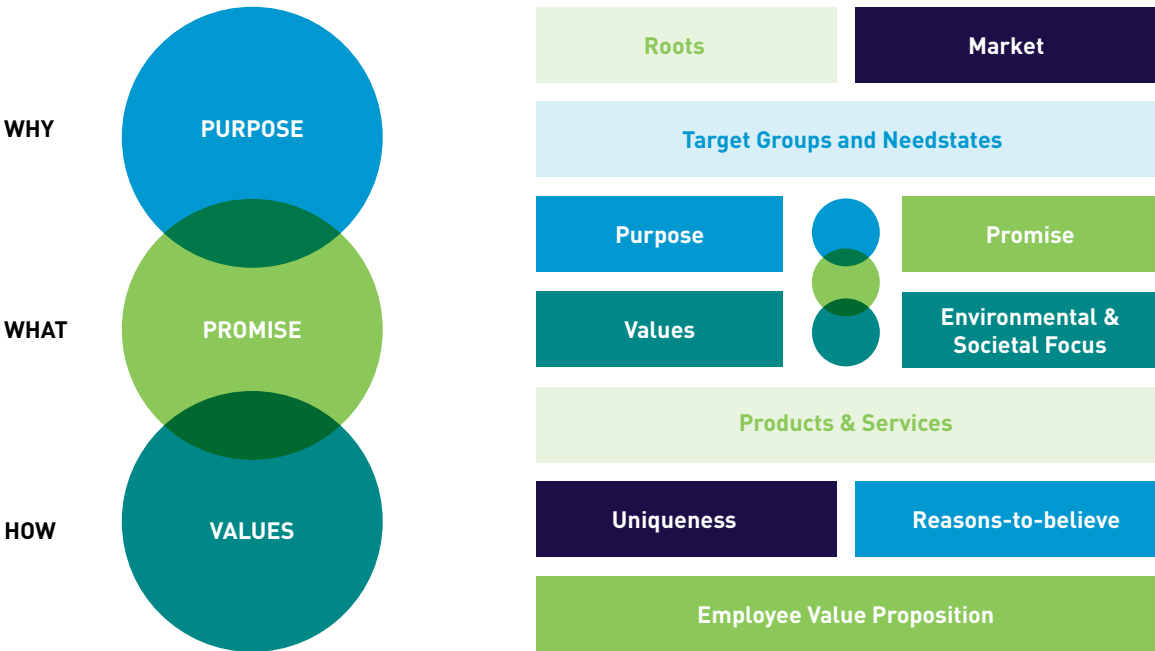 WHY
PURPOSE
WHAT
PROMISE
HOW
VALUES
Roots
Market
Target Groups and Needstates
Purpose
Promise
Values
Environmental &
Societal Focus
Products & Services
Uniqueness
Reasons-to-believe
Employee Value Proposition